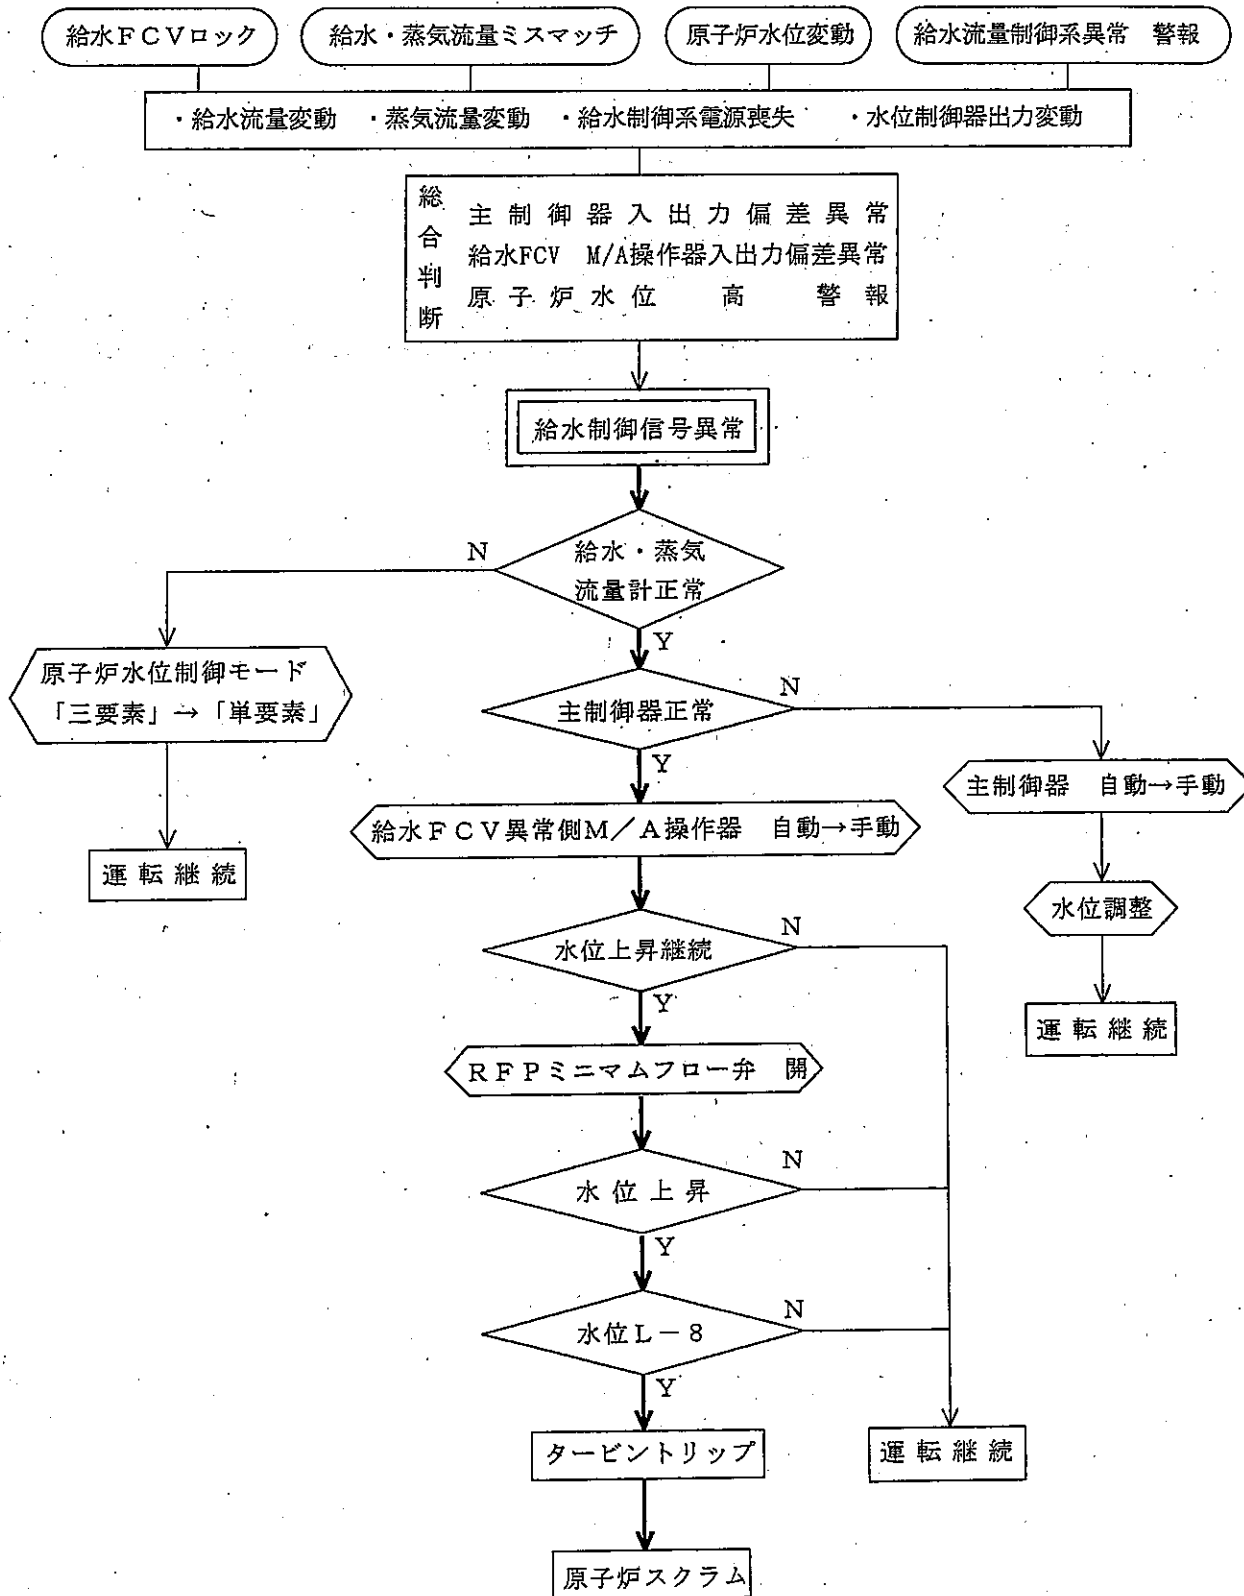 給水FCVロック
給水・蒸気流量ミスマッチ
原子炉水位変動
給水流量制御系異常 警報
・給水流量変動 ・蒸気流量変動 ・給水制御系電源喪失 ・水位制御器出力変動
総合判断
主制御器入出力偏差異常
給水FCV M/A操作器入出力偏差異常
原子炉水位 高 警報
給水制御信号異常
給水・蒸気
流量計正常
N
Y
原子炉水位制御モード
「三要素」→「単要素」
運転継続
主制御器正常
N
Y
主制御器 自動→手動
水位調整
運転継続
給水FCV異常側M/A操作器 自動→手動
水位上昇継続
N
Y
RFPミニマムフロー弁 開
水位上昇
N
Y
水位L-8
N
Y
タービントリップ
運転継続
原子炉スクラム